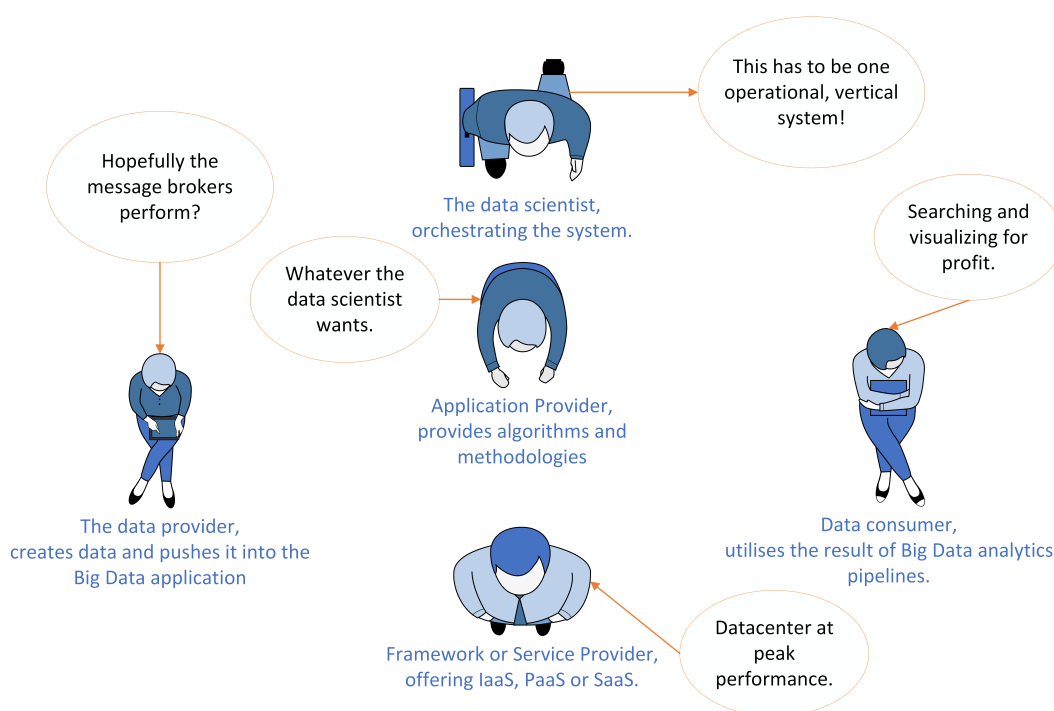 This has to be one
operational, vertical
system!
Hopefully the
message brokers
perform?
The data scientist,
orchestrating the system.
Searching and
visualizing for
profit.
Whatever the
data scientist
wants.
Application Provider,
provides algorithms and
methodologies
The data provider,
creates data and pushes it into the
Big Data application
Data consumer,
utilises the result of Big Data analytics
pipelines.
Framework or Service Provider,
offering IaaS, PaaS or SaaS.
Datacenter at
peak
performance.